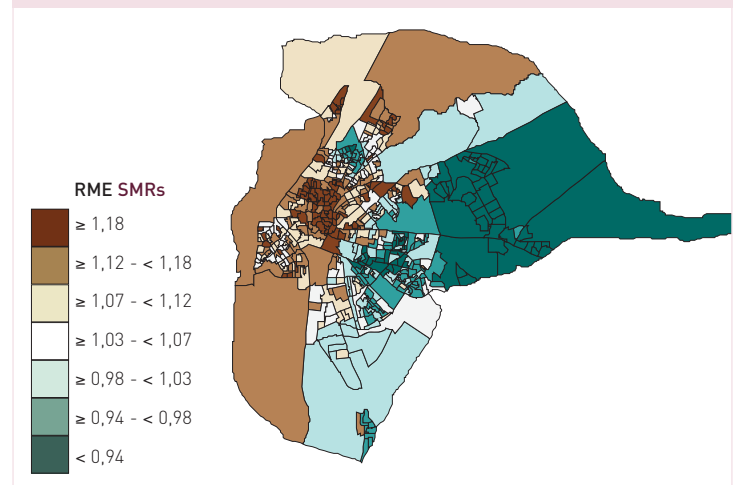 RME SMRs
≥ 1,18
≥ 1,12 - < 1,18
≥ 1,07 - < 1,12
≥ 1,03 - < 1,07
≥ 0,98 - < 1,03
≥ 0,94 - < 0,98
< 0,94